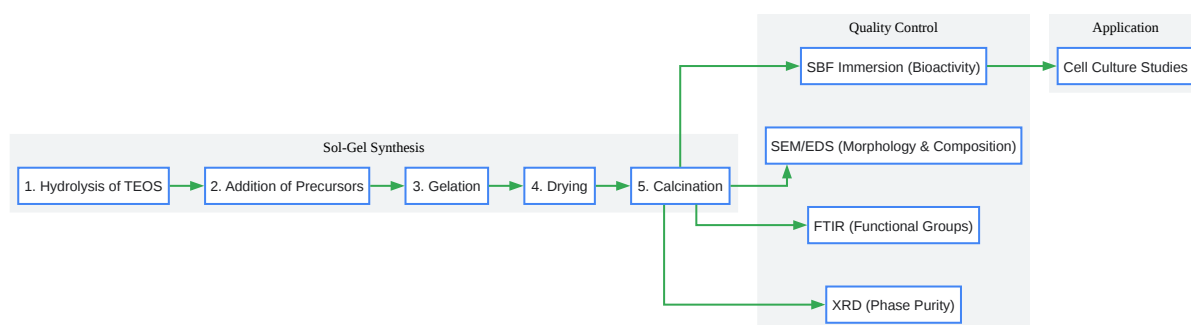 Sol-Gel Synthesis
1. Hydrolysis of TEOS
2. Addition of Precursors
3. Gelation
4. Drying
5. Calcination
Quality Control
SBF Immersion (Bioactivity)
SEM/EDS (Morphology & Composition)
FTIR (Functional Groups)
XRD (Phase Purity)
Application
Cell Culture Studies